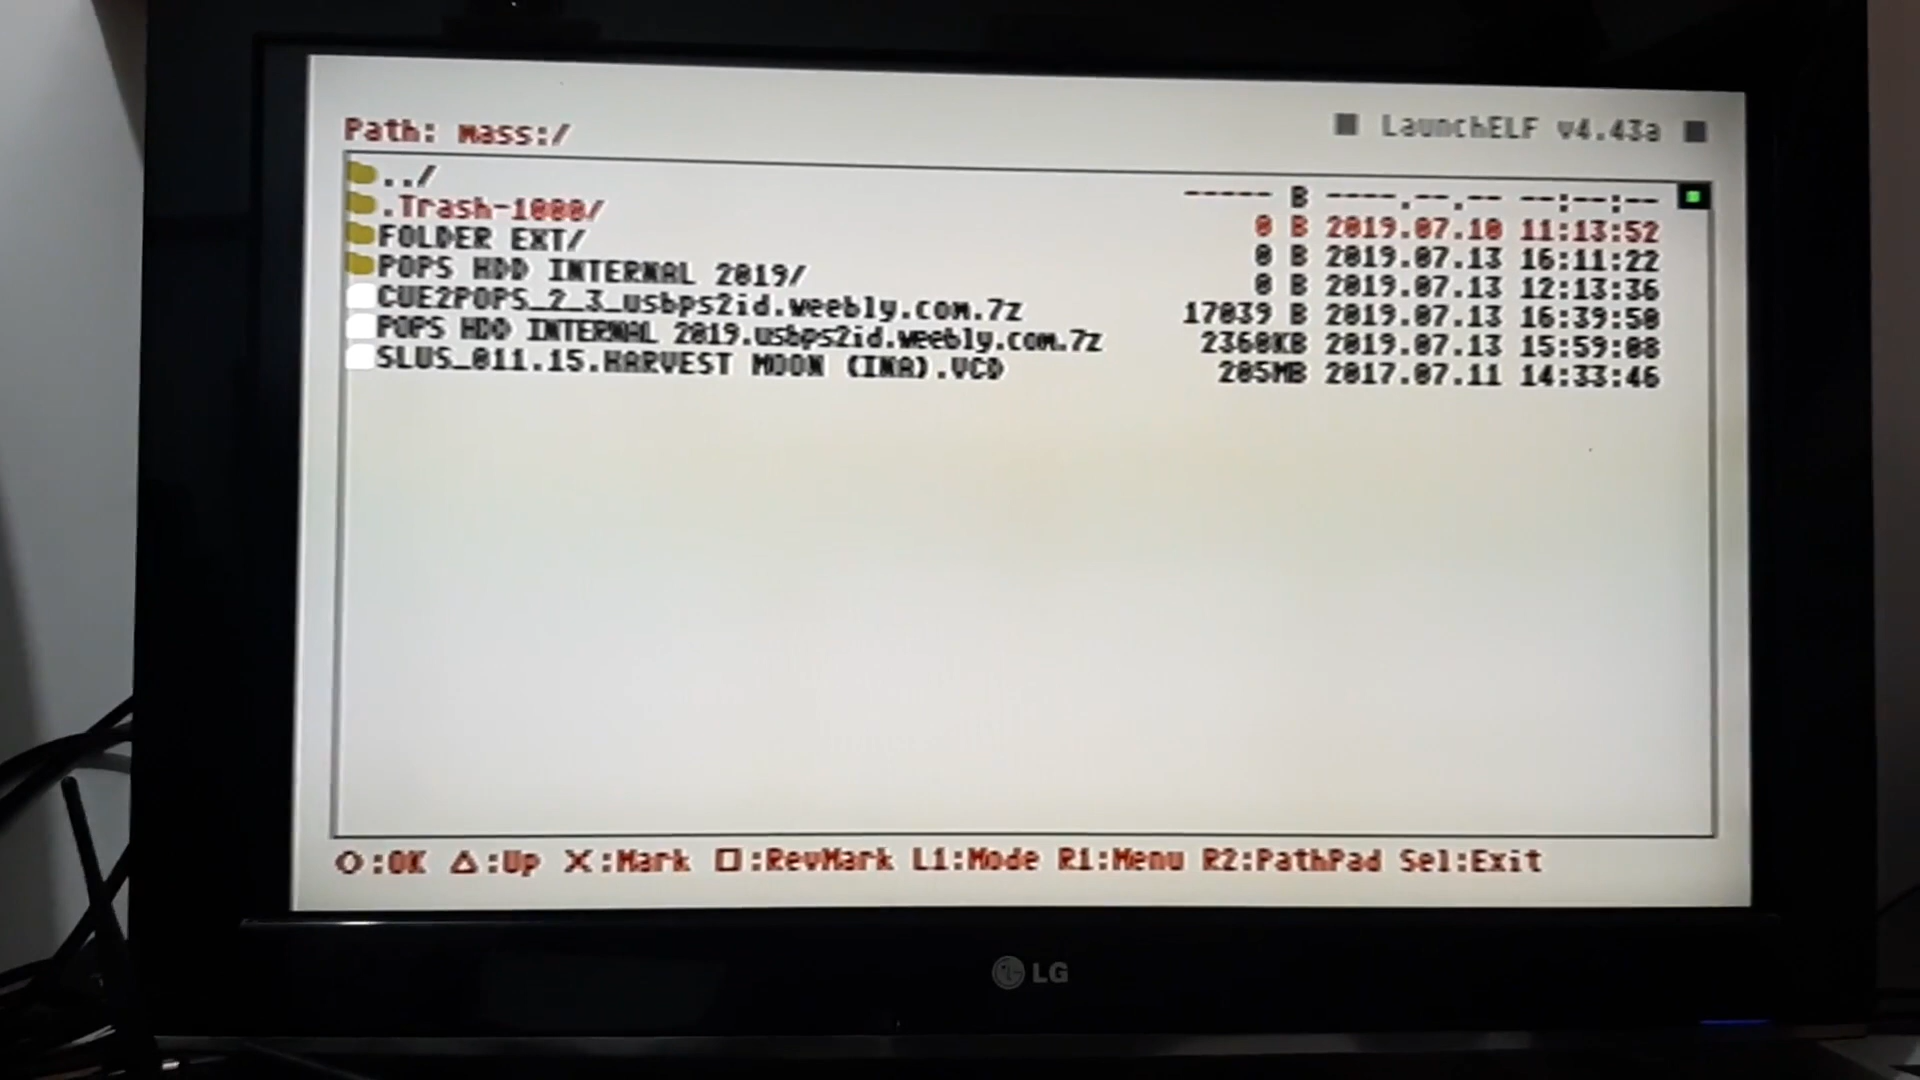 Path: mass:/
LaunchELF v4.43a
../ ----- B ----.--.-- --:--:--
.Trash-1000/ 0 B 2019.07.10 11:13:52
FOLDER EXT/ 0 B 2019.07.13 16:11:22
POPS HDD INTERNAL 2019/ 0 B 2019.07.13 12:13:36
CUE2POPS_2_3_usbps2id.weebly.com.7z 17039 B 2019.07.13 16:39:50
POPS HDD INTERNAL 2019.usbps2id.weebly.com.7z 2360KB 2019.07.13 15:59:08
SLUS_011.15.HARVEST MOON (INA).VCD 205MB 2017.07.11 14:33:46
O:OK △:Up X:Mark □:RevMark L1:Mode R1:Menu R2:PathPad Sel:Exit
LG